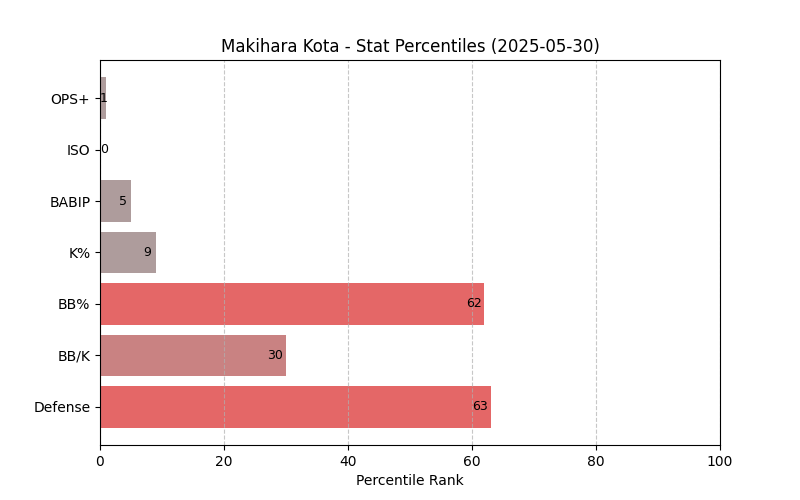 Makihara Kota - Stat Percentiles (2025-05-30)
OPS+ 1
ISO 0
BABIP 5
K% 9
BB% 62
BB/K 30
Defense 63
0 20 40 60 80 100
Percentile Rank